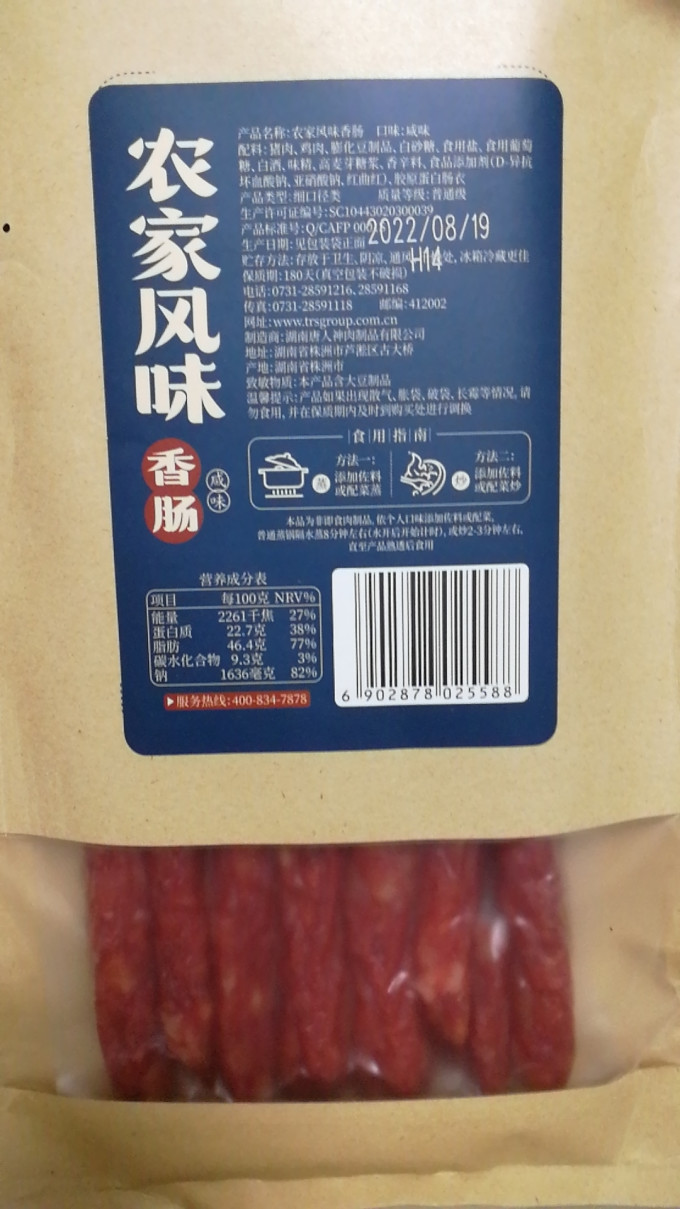 农家风味
香肠
咸味
产品名称:农家风味香肠 口味:咸味
配料:猪肉、鸡肉、膨化豆制品、白砂糖、食用盐、食用葡萄
糖、白酒、味精、高麦芽糖浆、香辛料、食品添加剂(D-异抗
坏血酸钠、亚硝酸钠、红曲红)、胶原蛋白肠衣
产品类型:细口径类 质量等级:普通级
生产许可证编号:SC10443020300039
产品标准号:Q/CAFP
2022/08/19
生产日期:见包装袋正面
H14
贮存方法:存放于卫生、阴凉、通风 处,冰箱冷藏更佳
保质期:180天(真空包装不破损)
电话:0731-28591216、28591168
传真:0731-28591118 邮编:412002
网址:www.trsgroup.com.cn
制造商:湖南唐人神肉制品有限公司
地址:湖南省株洲市芦淞区古大桥
产地:湖南省株洲市
致敏物质:本产品含大豆制品
温馨提示:产品如果出现散气、胀袋、破袋、长霉等情况,请
勿食用,并在保质期内及时到购买处进行调换
食用指南
方法一:
蒸 添加佐料
或配菜蒸
方法二:
炒 添加佐料
或配菜炒
本品为非即食肉制品,依个人口味添加佐料或配菜,
普通蒸锅隔水蒸8分钟左右(水开后开始计时),或炒2-3分钟左右,
直至产品熟透后食用
营养成分表
项目 每100克 NRV%
能量 2261千焦 27%
蛋白质 22.7克 38%
脂肪 46.4克 77%
碳水化合物 9.3克 3%
钠 1636毫克 82%
服务热线:400-834-7878
6 902878 025588